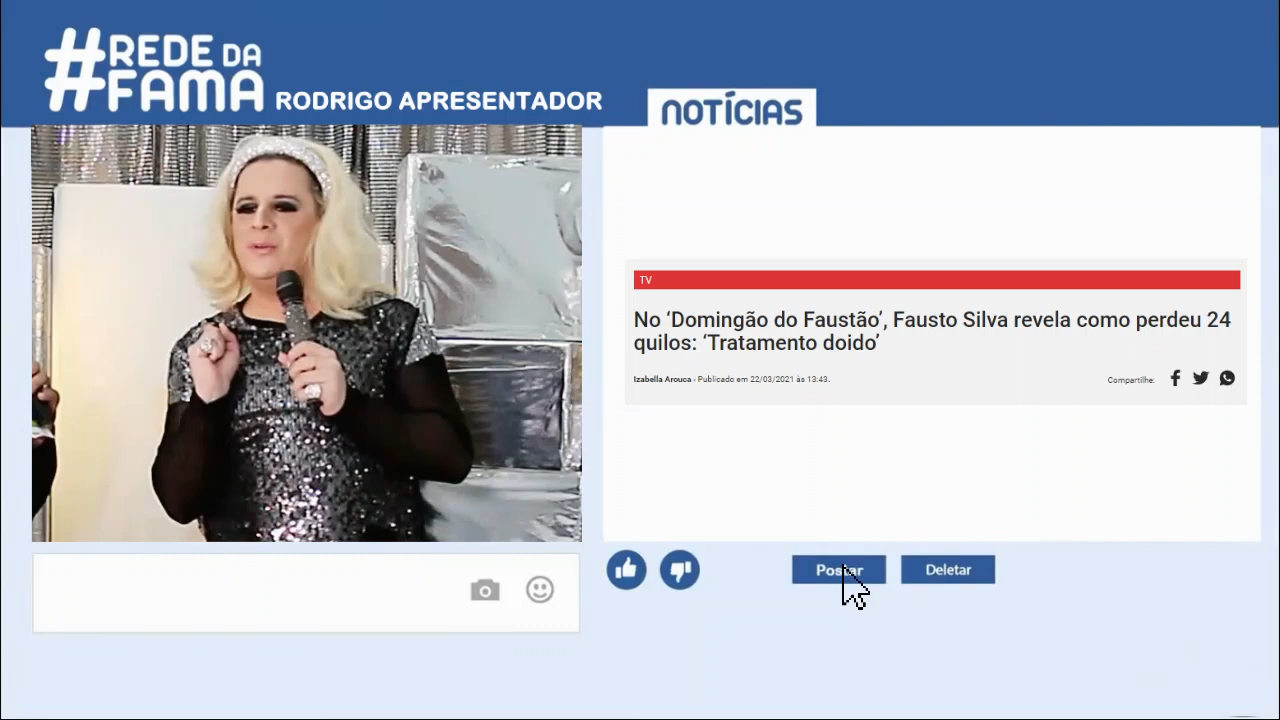 #REDE DA
FAMA RODRIGO APRESENTADOR
NOTÍCIAS
TV
No ‘Domingão do Faustão’, Fausto Silva revela como perdeu 24
quilos: ‘Tratamento doido’
Izabella Arouca - Publicado em 22/03/2021 às 13:43.
Compartilhe:
Postar
Deletar